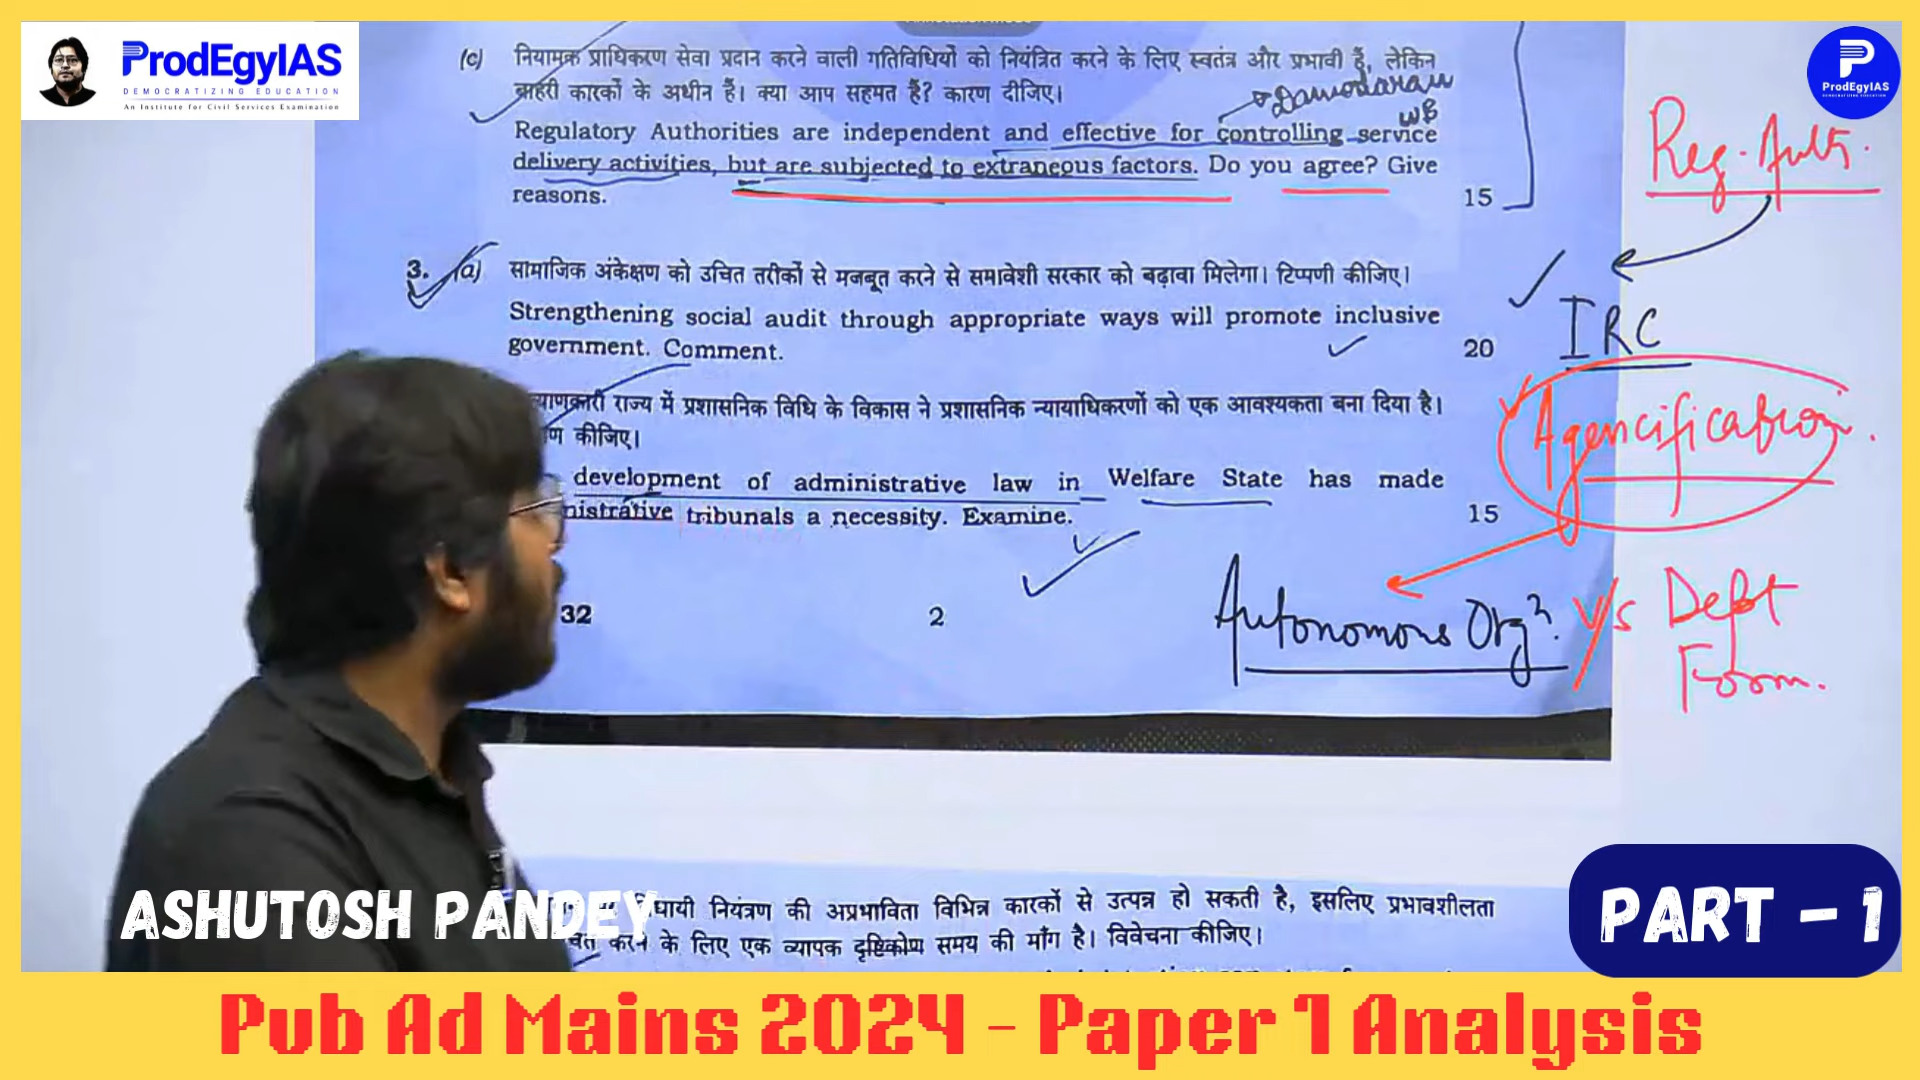 ProdEgyIAS
DEMOCRATIZING EDUCATION
An Institute for Civil Services Examination
ProdEgyIAS
(c) नियामक प्राधिकरण सेवा प्रदान करने वाली गतिविधियों को नियंत्रित करने के लिए स्वतंत्र और प्रभावी हैं, लेकिन
बाहरी कारकों के अधीन हैं। क्या आप सहमत हैं? कारण दीजिए।
Damodaran
WB
Regulatory Authorities are independent and effective for controlling service
delivery activities, but are subjected to extraneous factors. Do you agree? Give
reasons. 15
Reg. Auth.
3. (a) सामाजिक अंकेक्षण को उचित तरीकों से मजबूत करने से समावेशी सरकार को बढ़ावा मिलेगा। टिप्पणी कीजिए।
Strengthening social audit through appropriate ways will promote inclusive
government. Comment. 20
IRC
Agencification.
राज्य में प्रशासनिक विधि के विकास ने प्रशासनिक न्यायाधिकरणों को एक आवश्यकता बना दिया है।
कीजिए।
development of administrative law in Welfare State has made
nistrative tribunals a necessity. Examine. 15
Autonomous Orgn. v/s Dept
Form.
32 2
नियंत्रण की अप्रभाविता विभिन्न कारकों से उत्पन्न हो सकती है, इसलिए प्रभावशीलता
करने के लिए एक व्यापक दृष्टिकोण समय की माँग है। विवेचना कीजिए।
ASHUTOSH PANDEY
PART - 1
Pub Ad Mains 2024 - Paper 1 Analysis